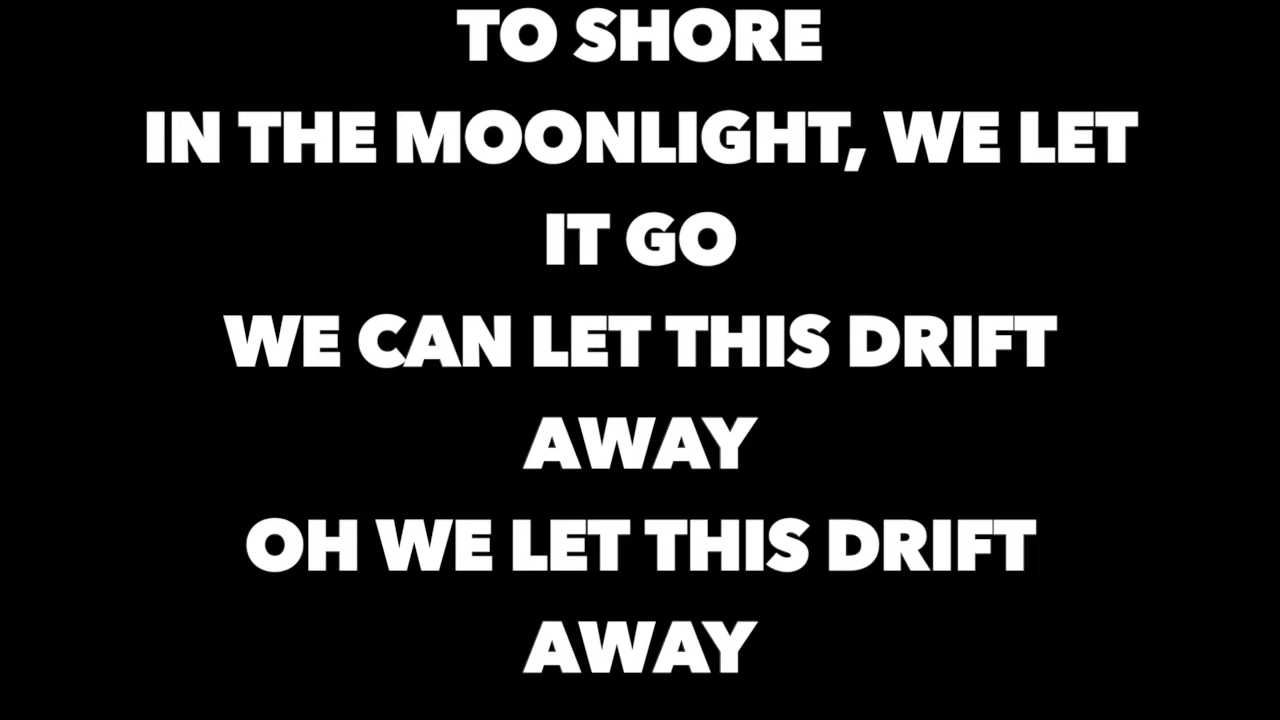 TO SHORE
IN THE MOONLIGHT, WE LET
IT GO
WE CAN LET THIS DRIFT
AWAY
OH WE LET THIS DRIFT
AWAY